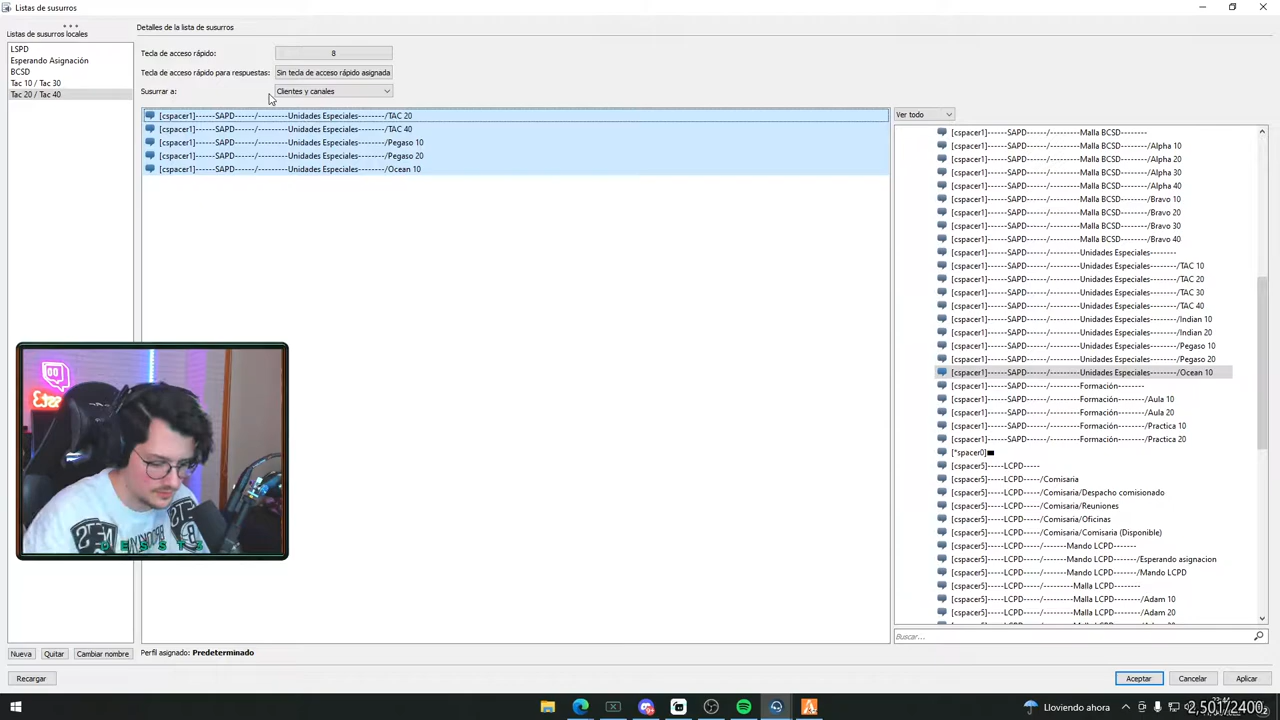 Listas de susurros
Listas de susurros locales
LSPD
Esperando Asignación
BCSD
Tac 10 / Tac 30
Tac 20 / Tac 40
Detalles de la lista de susurros
Tecla de acceso rápido:
8
Tecla de acceso rápido para respuestas:
Sin tecla de acceso rápido asignada
Susurrar a:
Clientes y canales
[cspacer1]------SAPD------/---------Unidades Especiales--------/TAC 20
[cspacer1]------SAPD------/---------Unidades Especiales--------/TAC 40
[cspacer1]------SAPD------/---------Unidades Especiales--------/Pegaso 10
[cspacer1]------SAPD------/---------Unidades Especiales--------/Pegaso 20
[cspacer1]------SAPD------/---------Unidades Especiales--------/Ocean 10
Ver todo
[cspacer1]------SAPD------/---------Malla BCSD--------
[cspacer1]------SAPD------/---------Malla BCSD--------/Alpha 10
[cspacer1]------SAPD------/---------Malla BCSD--------/Alpha 20
[cspacer1]------SAPD------/---------Malla BCSD--------/Alpha 30
[cspacer1]------SAPD------/---------Malla BCSD--------/Alpha 40
[cspacer1]------SAPD------/---------Malla BCSD--------/Bravo 10
[cspacer1]------SAPD------/---------Malla BCSD--------/Bravo 20
[cspacer1]------SAPD------/---------Malla BCSD--------/Bravo 30
[cspacer1]------SAPD------/---------Malla BCSD--------/Bravo 40
[cspacer1]------SAPD------/---------Unidades Especiales--------
[cspacer1]------SAPD------/---------Unidades Especiales--------/TAC 10
[cspacer1]------SAPD------/---------Unidades Especiales--------/TAC 20
[cspacer1]------SAPD------/---------Unidades Especiales--------/TAC 30
[cspacer1]------SAPD------/---------Unidades Especiales--------/TAC 40
[cspacer1]------SAPD------/---------Unidades Especiales--------/Indian 10
[cspacer1]------SAPD------/---------Unidades Especiales--------/Indian 20
[cspacer1]------SAPD------/---------Unidades Especiales--------/Pegaso 10
[cspacer1]------SAPD------/---------Unidades Especiales--------/Pegaso 20
[cspacer1]------SAPD------/---------Unidades Especiales--------/Ocean 10
[cspacer1]------SAPD------/---------Formación--------
[cspacer1]------SAPD------/---------Formación--------/Aula 10
[cspacer1]------SAPD------/---------Formación--------/Aula 20
[cspacer1]------SAPD------/---------Formación--------/Practica 10
[cspacer1]------SAPD------/---------Formación--------/Practica 20
[*spacer0]
[cspacer5]-----LCPD-----
[cspacer5]-----LCPD-----/Comisaria
[cspacer5]-----LCPD-----/Comisaria/Despacho comisionado
[cspacer5]-----LCPD-----/Comisaria/Reuniones
[cspacer5]-----LCPD-----/Comisaria/Oficinas
[cspacer5]-----LCPD-----/Comisaria/Comisaria (Disponible)
[cspacer5]-----LCPD-----/-------Mando LCPD-------
[cspacer5]-----LCPD-----/-------Mando LCPD-------/Esperando asignacion
[cspacer5]-----LCPD-----/-------Mando LCPD-------/Mando LCPD
[cspacer5]-----LCPD-----/-------Malla LCPD--------
[cspacer5]-----LCPD-----/-------Malla LCPD--------/Adam 10
[cspacer5]-----LCPD-----/-------Malla LCPD--------/Adam 20
Buscar...
Nueva
Quitar
Cambiar nombre
Perfil asignado: Predeterminado
Recargar
Aceptar
Cancelar
Aplicar
Lloviendo ahora
2,501/2400